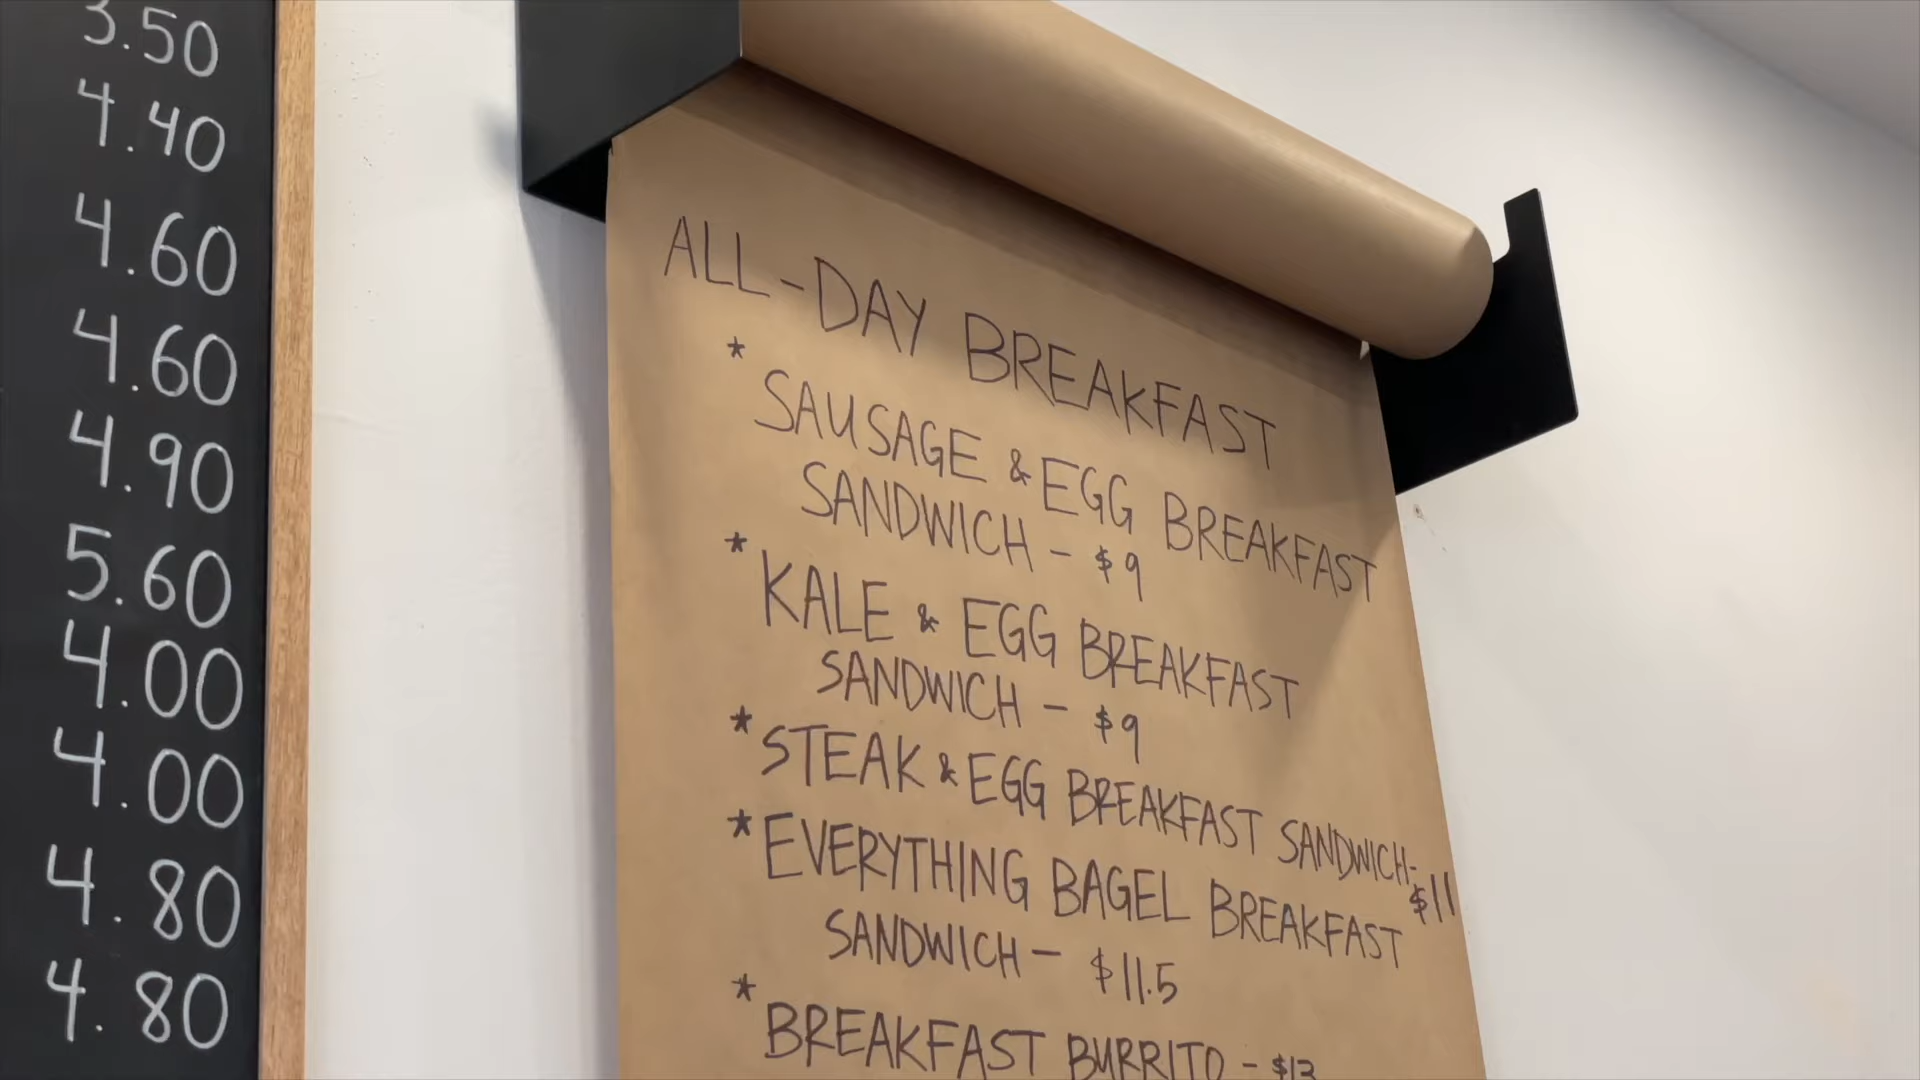 3.50
4.40
4.60
4.60
4.90
5.60
4.00
4.00
4.80
4.80
ALL-DAY BREAKFAST
* SAUSAGE & EGG BREAKFAST
SANDWICH - $9
* KALE & EGG BREAKFAST
SANDWICH - $9
* STEAK & EGG BREAKFAST SANDWICH-
$11
* EVERYTHING BAGEL BREAKFAST
SANDWICH - $11.5
* BREAKFAST BURRITO - $13